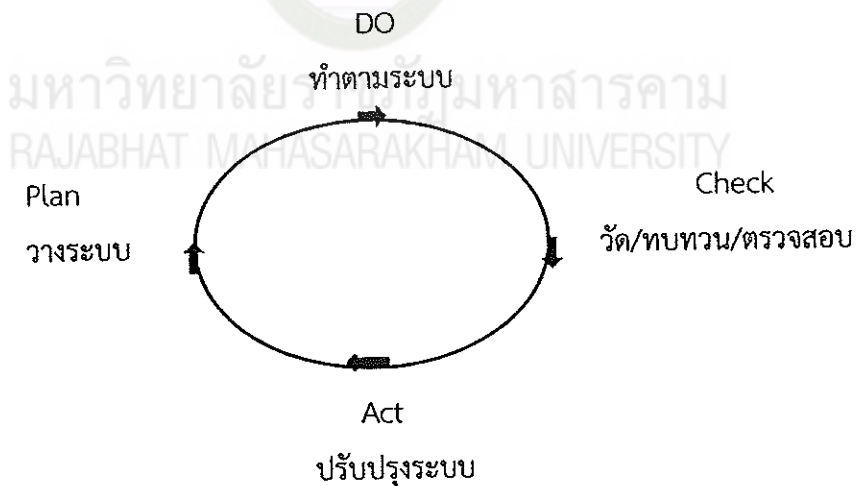 DO
ทำตามระบบ
มหาวิทยาลัยราชภัฏมหาสารคาม
RAJABHAT MAHASARAKHAM UNIVERSITY
Plan
วางระบบ
Check
วัด/ทบทวน/ตรวจสอบ
Act
ปรับปรุงระบบ